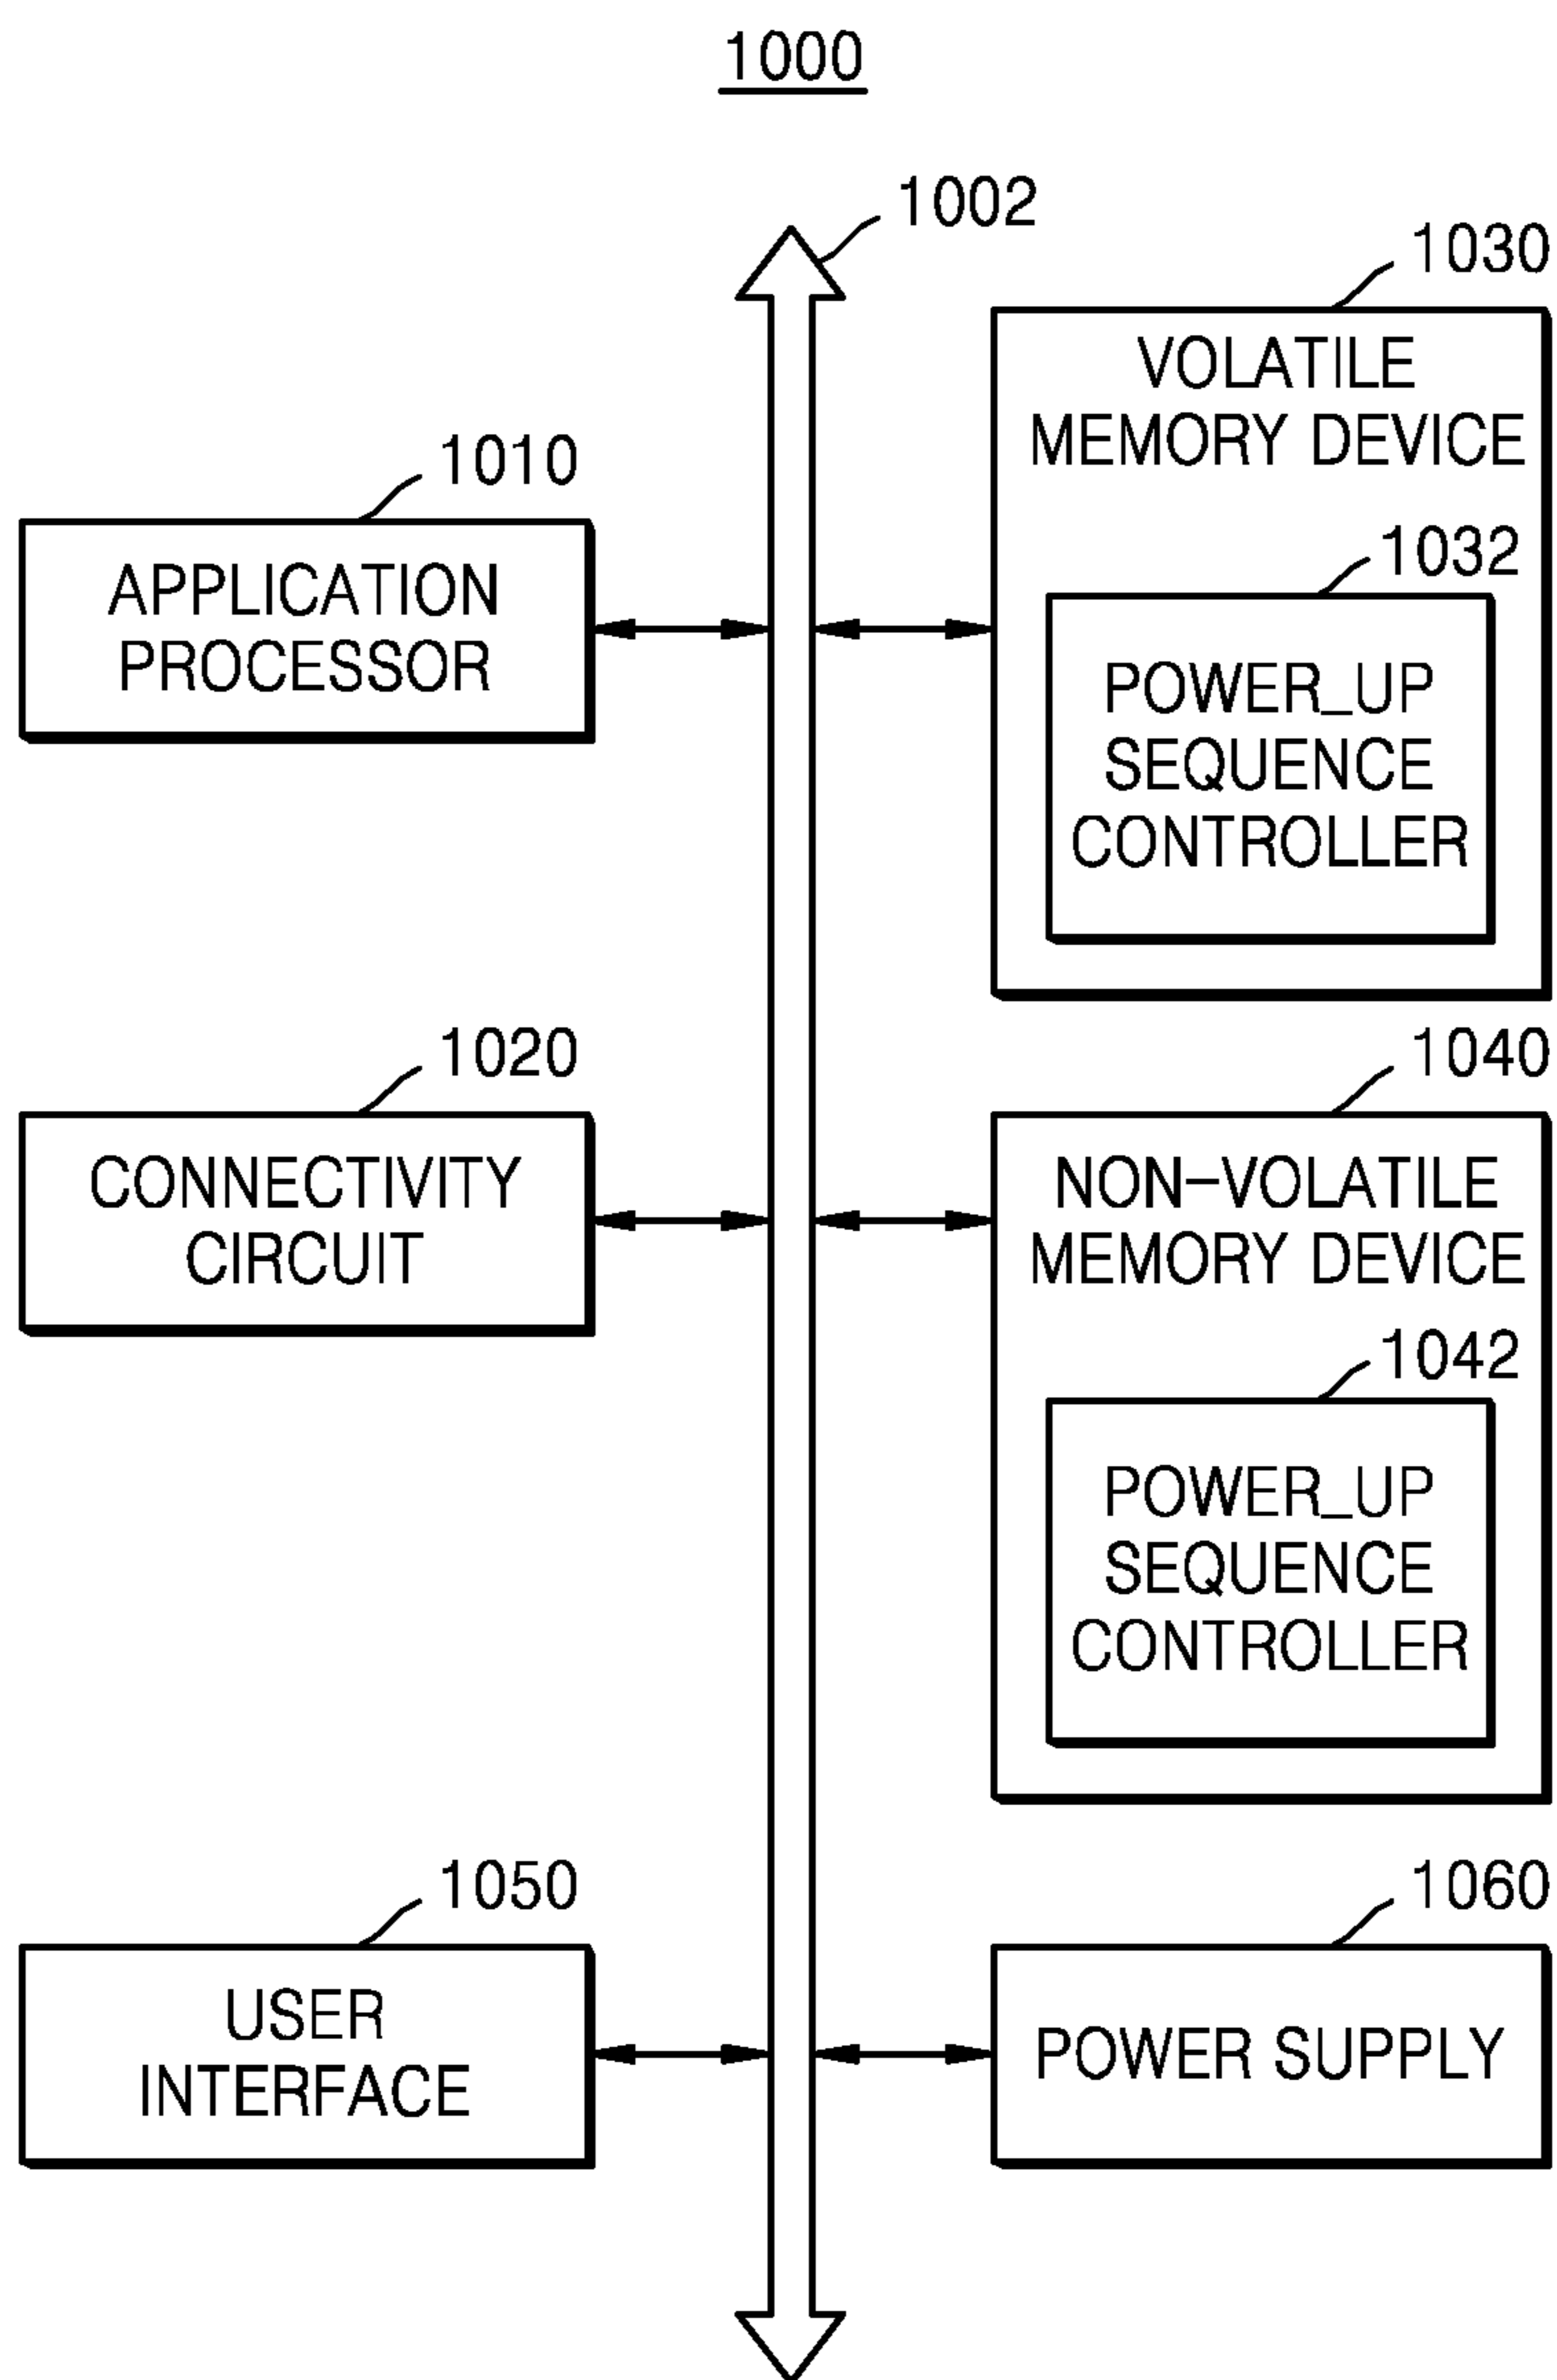 1000
1002
1030
VOLATILE
MEMORY DEVICE
1032
POWER_UP
SEQUENCE
CONTROLLER
1010
APPLICATION
PROCESSOR
1020
CONNECTIVITY
CIRCUIT
1040
NON-VOLATILE
MEMORY DEVICE
1042
POWER_UP
SEQUENCE
CONTROLLER
1050
USER
INTERFACE
1060
POWER SUPPLY